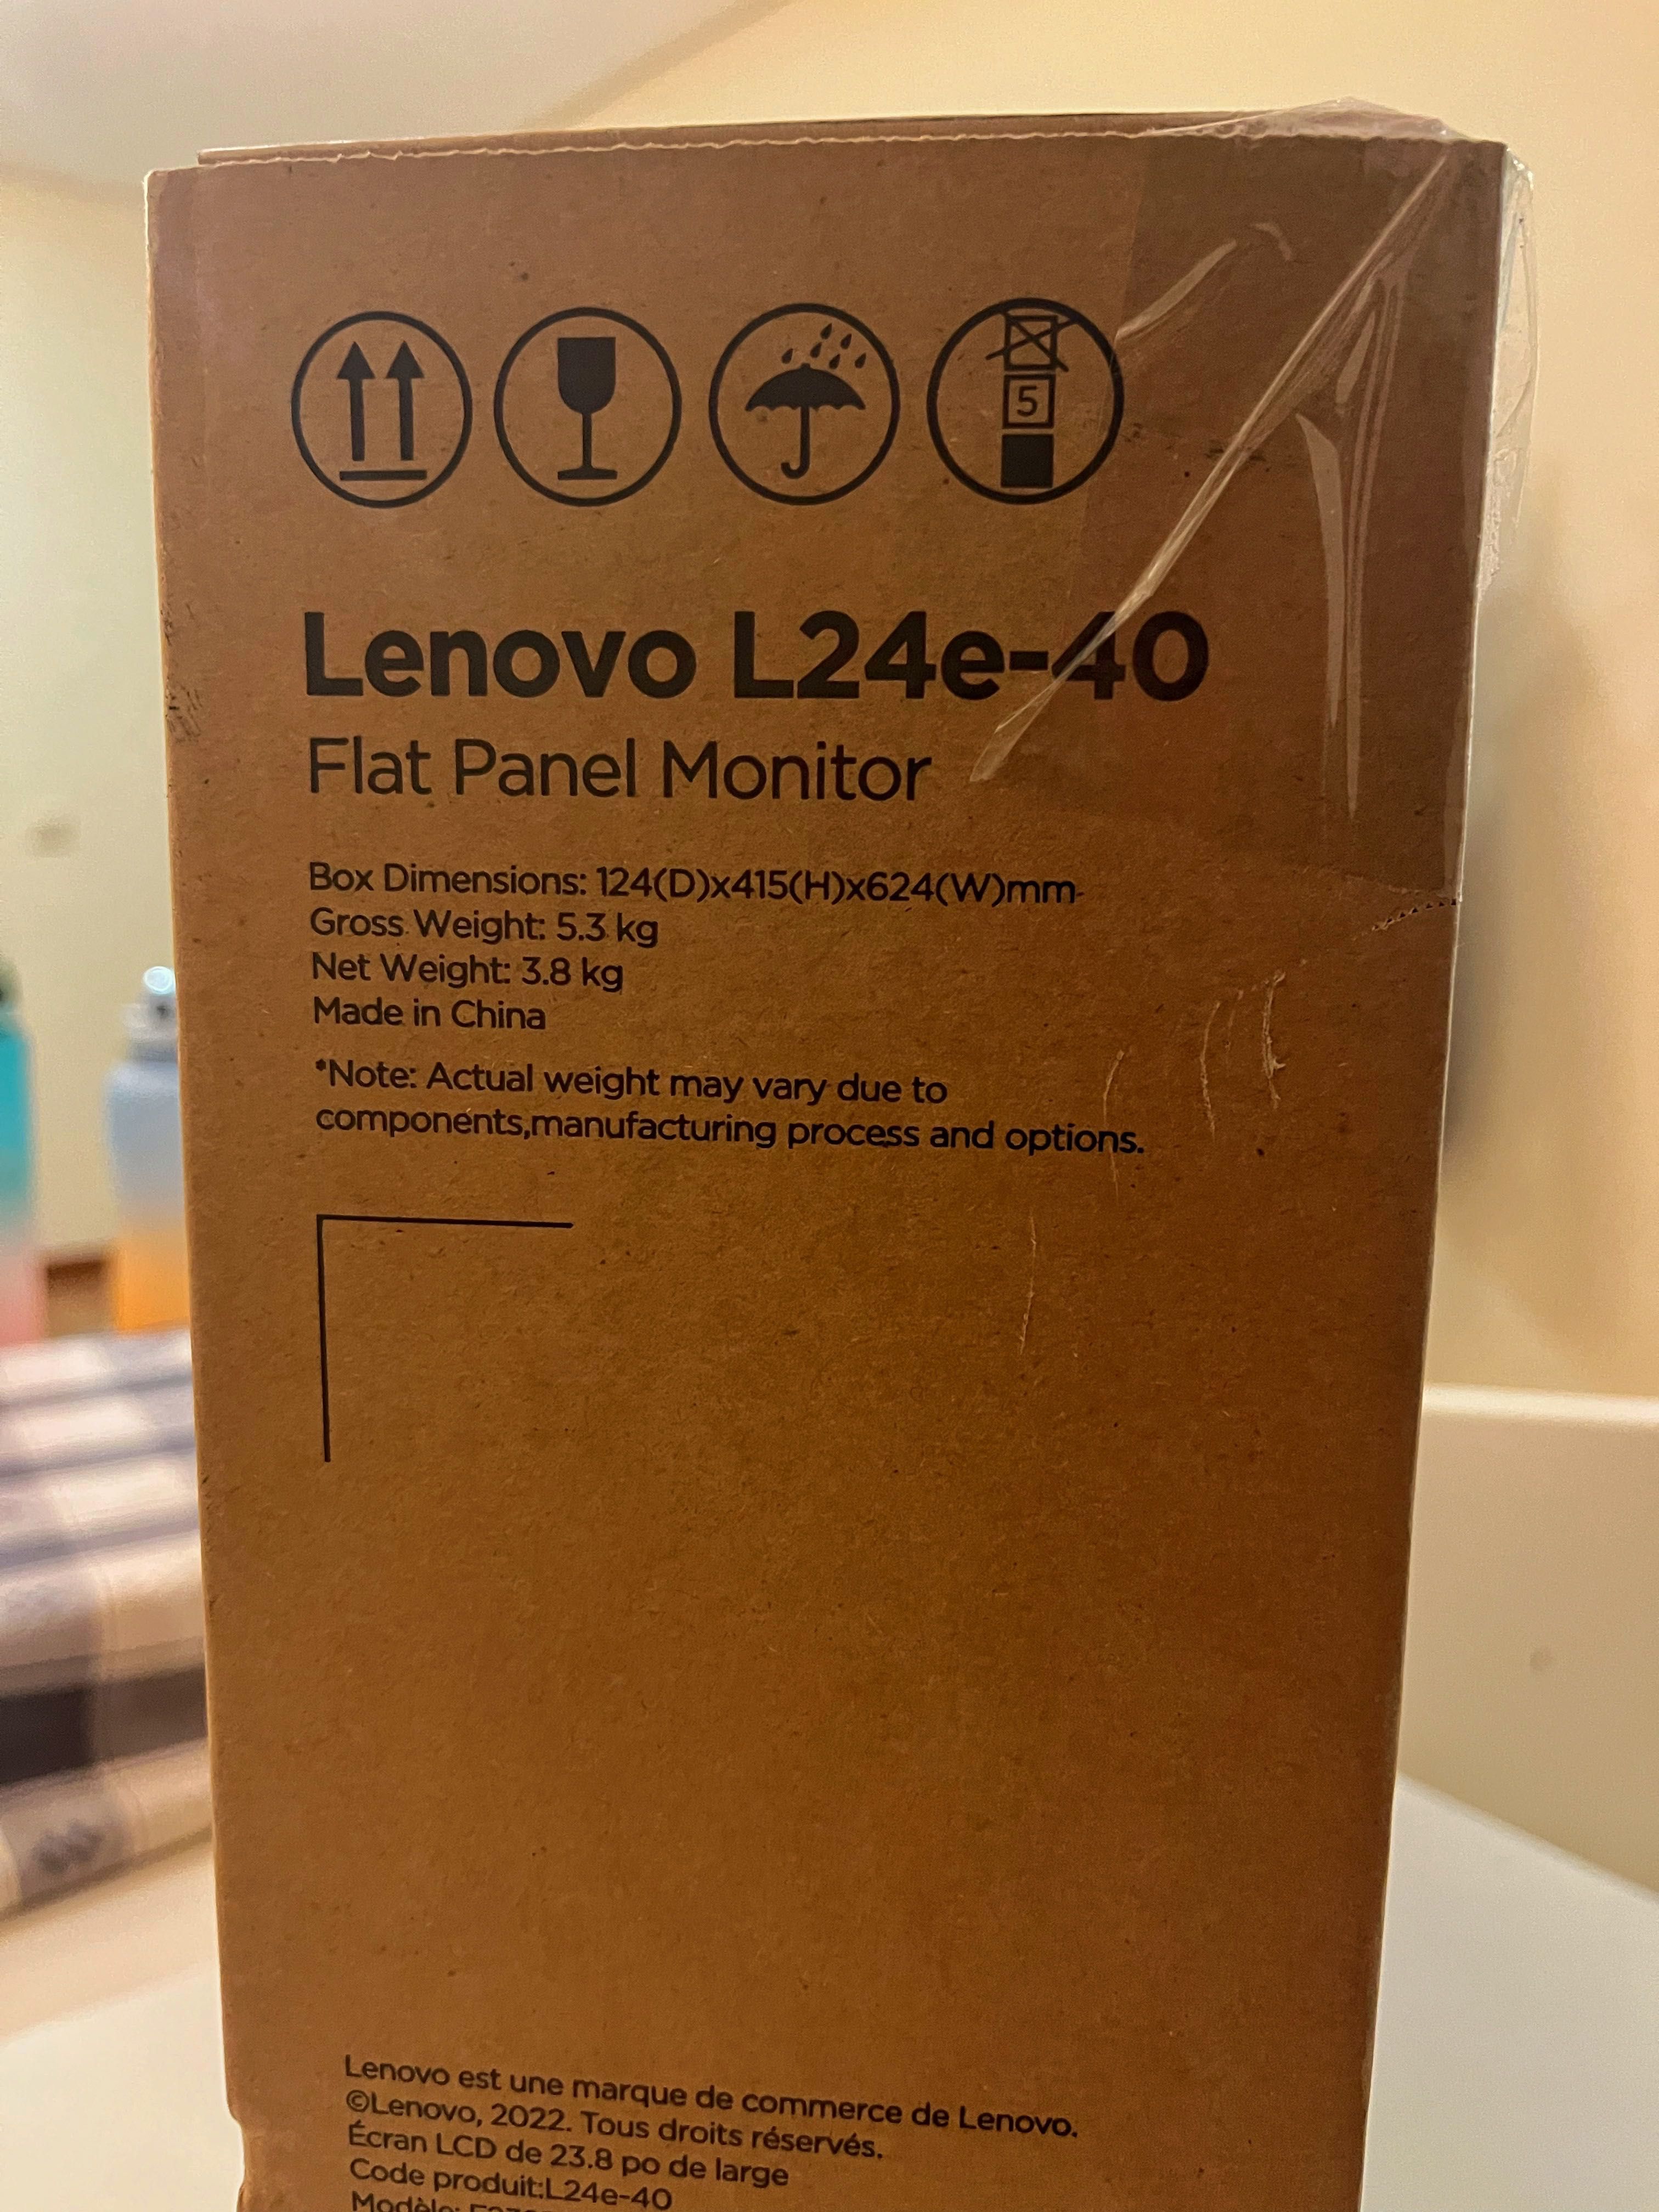 5
Lenovo L24e-40
Flat Panel Monitor
Box Dimensions: 124(D)x415(H)x624(W)mm
Gross Weight: 5.3 kg
Net Weight: 3.8 kg
Made in China
*Note: Actual weight may vary due to
components,manufacturing process and options.
Lenovo est une marque de commerce de Lenovo.
©Lenovo, 2022. Tous droits réservés.
Écran LCD de 23.8 po de large
Code produit:L24e-40
Modèle: